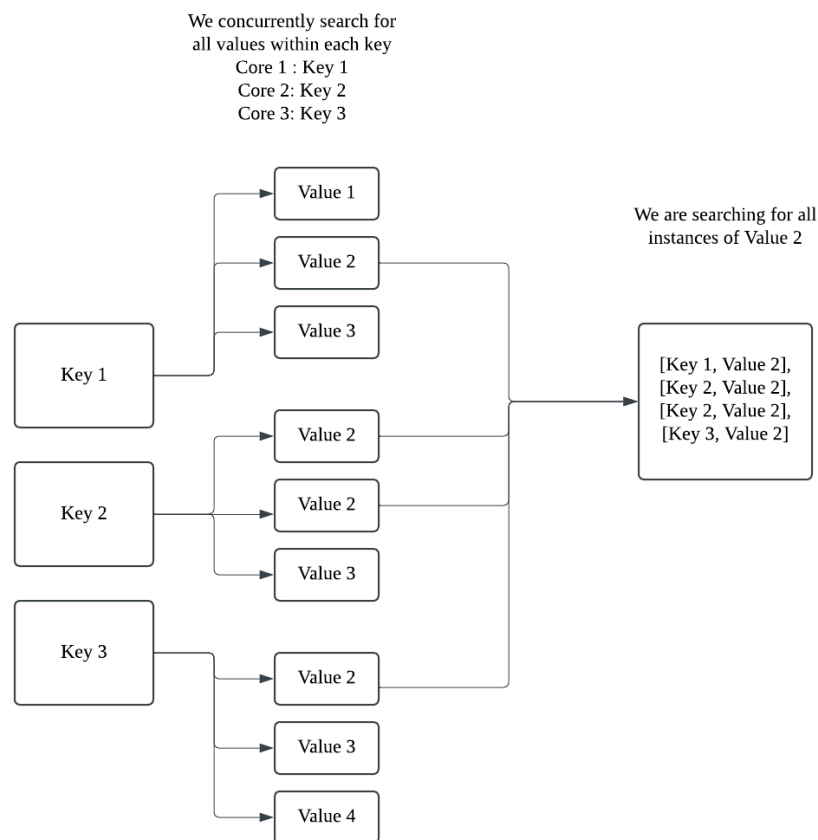 We concurrently search for
all values within each key
Core 1 : Key 1
Core 2: Key 2
Core 3: Key 3
Value 1
We are searching for all
instances of Value 2
Value 2
Value 3
Key 1
[Key 1, Value 2],
[Key 2, Value 2],
[Key 2, Value 2],
[Key 3, Value 2]
Value 2
Key 2
Value 2
Value 3
Key 3
Value 2
Value 3
Value 4